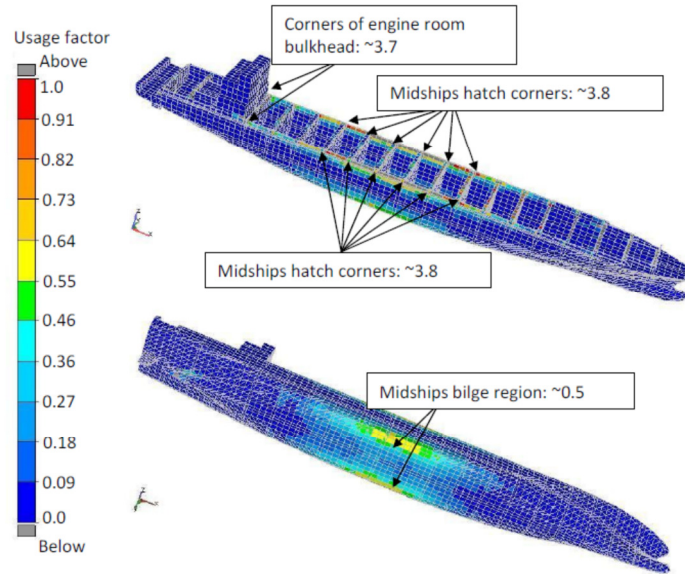 Usage factor
Above
1.0
0.91
0.82
0.73
0.64
0.55
0.46
0.36
0.27
0.18
0.09
0.0
Below
Corners of engine room
bulkhead: ~3.7
Midships hatch corners: ~3.8
Midships hatch corners: ~3.8
Midships bilge region: ~0.5